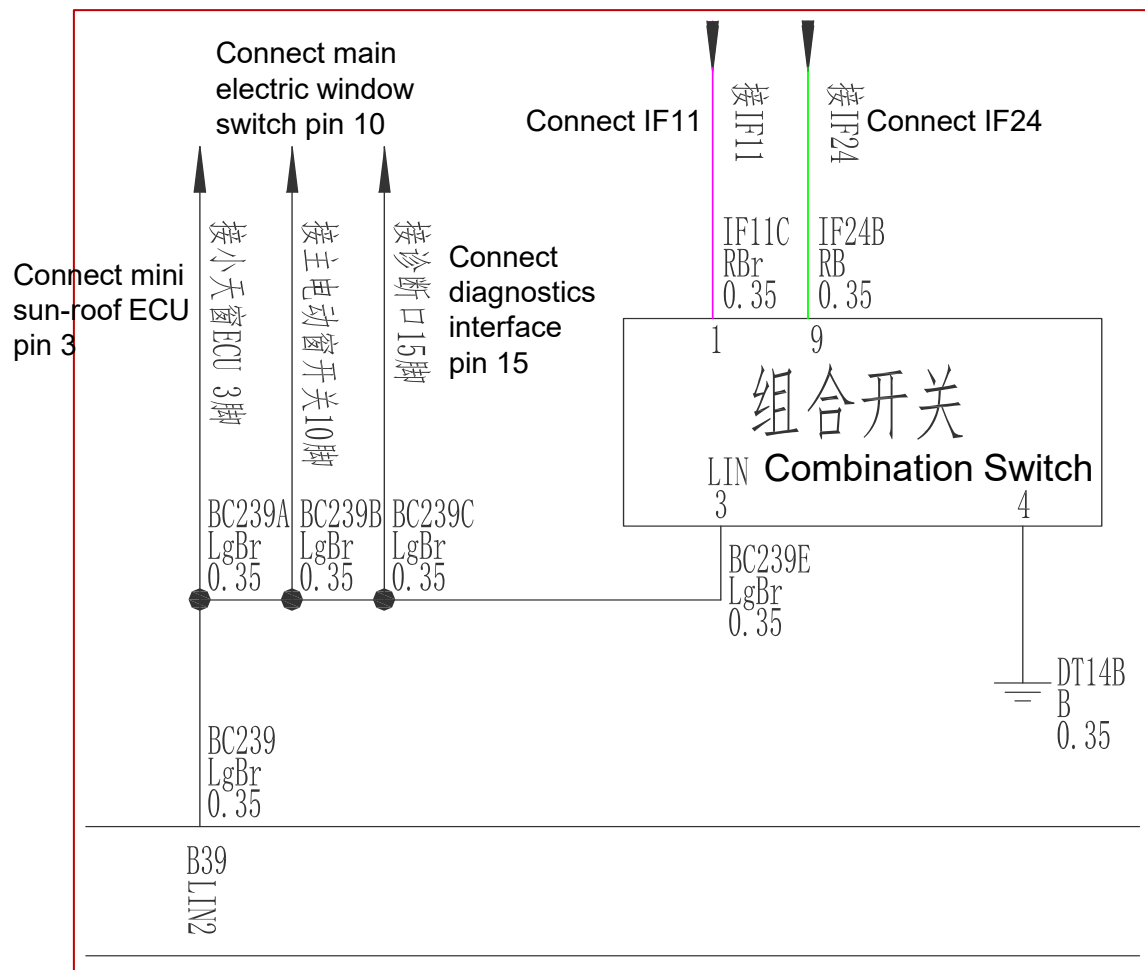 Connect main
electric window
switch pin 10
Connect IF11
接IF11
接IF24
Connect IF24
Connect mini
sun-roof ECU
pin 3
接小天窗ECU 3脚
接主电动窗开关10脚
接诊断口15脚
Connect
diagnostics
interface
pin 15
IF11C
RBr
0.35
IF24B
RB
0.35
1
9
组合开关
Combination Switch
LIN
3
4
BC239A
LgBr
0.35
BC239B
LgBr
0.35
BC239C
LgBr
0.35
BC239E
LgBr
0.35
DT14B
B
0.35
BC239
LgBr
0.35
B39
LIN2